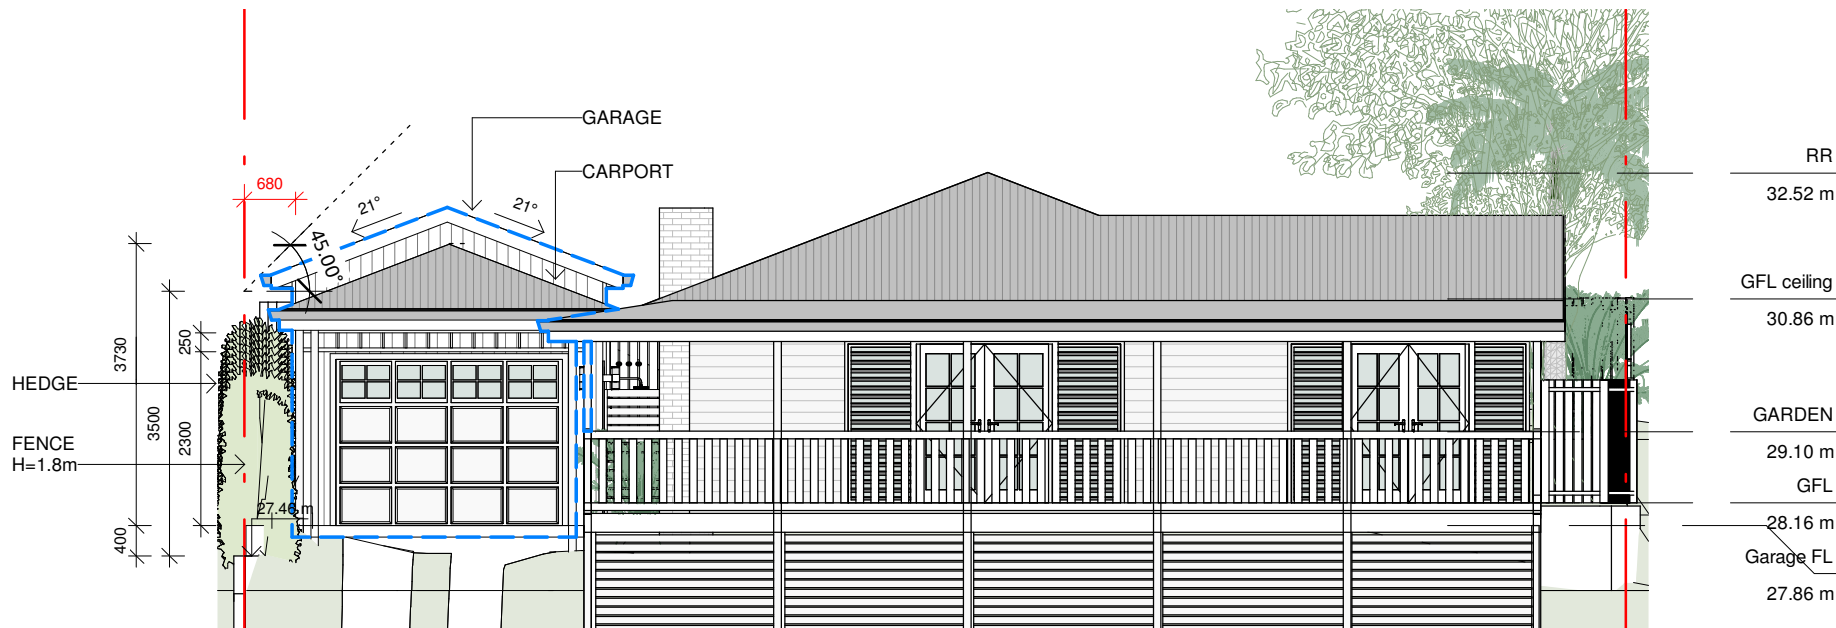 GARAGE
CARPORT
680
21°
21°
45.00°
3730
3500
250
2300
400
HEDGE
FENCE
H=1.8m
27.46 m
RR
32.52 m
GFL ceiling
30.86 m
GARDEN
29.10 m
GFL
28.16 m
Garage FL
27.86 m